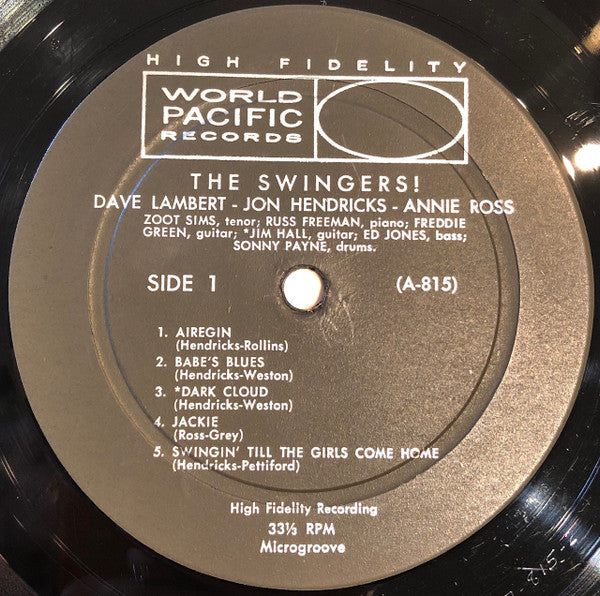 HIGH FIDELITY
WORLD
PACIFIC
RECORDS
THE SWINGERS!
DAVE LAMBERT - JON HENDRICKS - ANNIE ROSS
ZOOT SIMS, tenor; RUSS FREEMAN, piano; FREDDIE
GREEN, guitar; *JIM HALL, guitar; ED JONES, bass;
SONNY PAYNE, drums.
SIDE 1 (A-815)
1. AIREGIN
(Hendricks-Rollins)
2. BABE'S BLUES
(Hendricks-Weston)
3. *DARK CLOUD
(Hendricks-Weston)
4. JACKIE
(Ross-Grey)
5. SWINGIN' TILL THE GIRLS COME HOME
(Hendricks-Pettiford)
High Fidelity Recording
33⅓ RPM
Microgroove